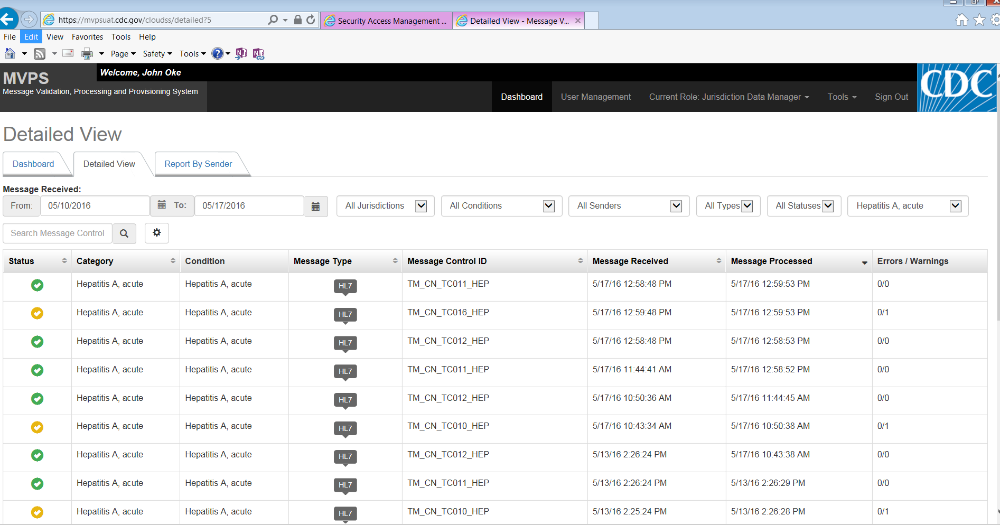 https://mvpsuat.cdc.gov/cloudss/detailed?5
Security Access Management ...
Detailed View - Message V...
File Edit View Favorites Tools Help
Page Safety Tools
MVPS
Message Validation, Processing and Provisioning System
Welcome, John Oke
Dashboard User Management Current Role: Jurisdiction Data Manager Tools Sign Out
CDC
Detailed View
Dashboard Detailed View Report By Sender
Message Received:
From: 05/10/2016 To: 05/17/2016 All Jurisdictions All Conditions All Senders All Types All Statuses Hepatitis A, acute
Search Message Control
Status Category Condition Message Type Message Control ID Message Received Message Processed Errors / Warnings
Hepatitis A, acute Hepatitis A, acute HL7 TM_CN_TC011_HEP 5/17/16 12:58:48 PM 5/17/16 12:59:53 PM 0/0
Hepatitis A, acute Hepatitis A, acute HL7 TM_CN_TC016_HEP 5/17/16 12:59:48 PM 5/17/16 12:59:53 PM 0/1
Hepatitis A, acute Hepatitis A, acute HL7 TM_CN_TC012_HEP 5/17/16 12:58:48 PM 5/17/16 12:58:53 PM 0/0
Hepatitis A, acute Hepatitis A, acute HL7 TM_CN_TC011_HEP 5/17/16 11:44:41 AM 5/17/16 12:58:52 PM 0/0
Hepatitis A, acute Hepatitis A, acute HL7 TM_CN_TC012_HEP 5/17/16 10:50:36 AM 5/17/16 11:44:45 AM 0/0
Hepatitis A, acute Hepatitis A, acute HL7 TM_CN_TC010_HEP 5/17/16 10:43:34 AM 5/17/16 10:50:38 AM 0/1
Hepatitis A, acute Hepatitis A, acute HL7 TM_CN_TC012_HEP 5/13/16 2:26:24 PM 5/17/16 10:43:38 AM 0/0
Hepatitis A, acute Hepatitis A, acute HL7 TM_CN_TC011_HEP 5/13/16 2:26:24 PM 5/13/16 2:26:29 PM 0/0
Hepatitis A, acute Hepatitis A, acute HL7 TM_CN_TC010_HEP 5/13/16 2:25:24 PM 5/13/16 2:26:28 PM 0/1